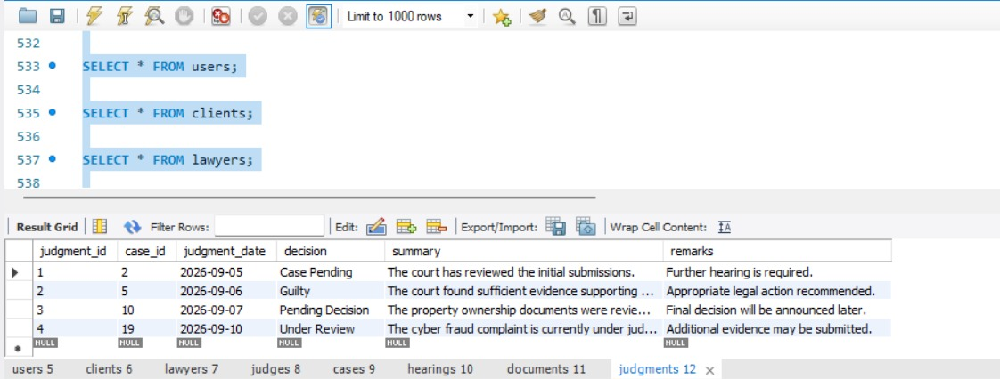 Limit to 1000 rows
532
533 SELECT * FROM users;
534
535 SELECT * FROM clients;
536
537 SELECT * FROM lawyers;
538
Result Grid Filter Rows: Edit: Export/Import: Wrap Cell Content: IA
judgment_id case_id judgment_date decision summary remarks
1 2 2026-09-05 Case Pending The court has reviewed the initial submissions. Further hearing is required.
2 5 2026-09-06 Guilty The court found sufficient evidence supporting ... Appropriate legal action recommended.
3 10 2026-09-07 Pending Decision The property ownership documents were revie... Final decision will be announced later.
4 19 2026-09-10 Under Review The cyber fraud complaint is currently under jud... Additional evidence may be submitted.
NULL NULL NULL NULL NULL NULL
users 5 clients 6 lawyers 7 judges 8 cases 9 hearings 10 documents 11 judgments 12